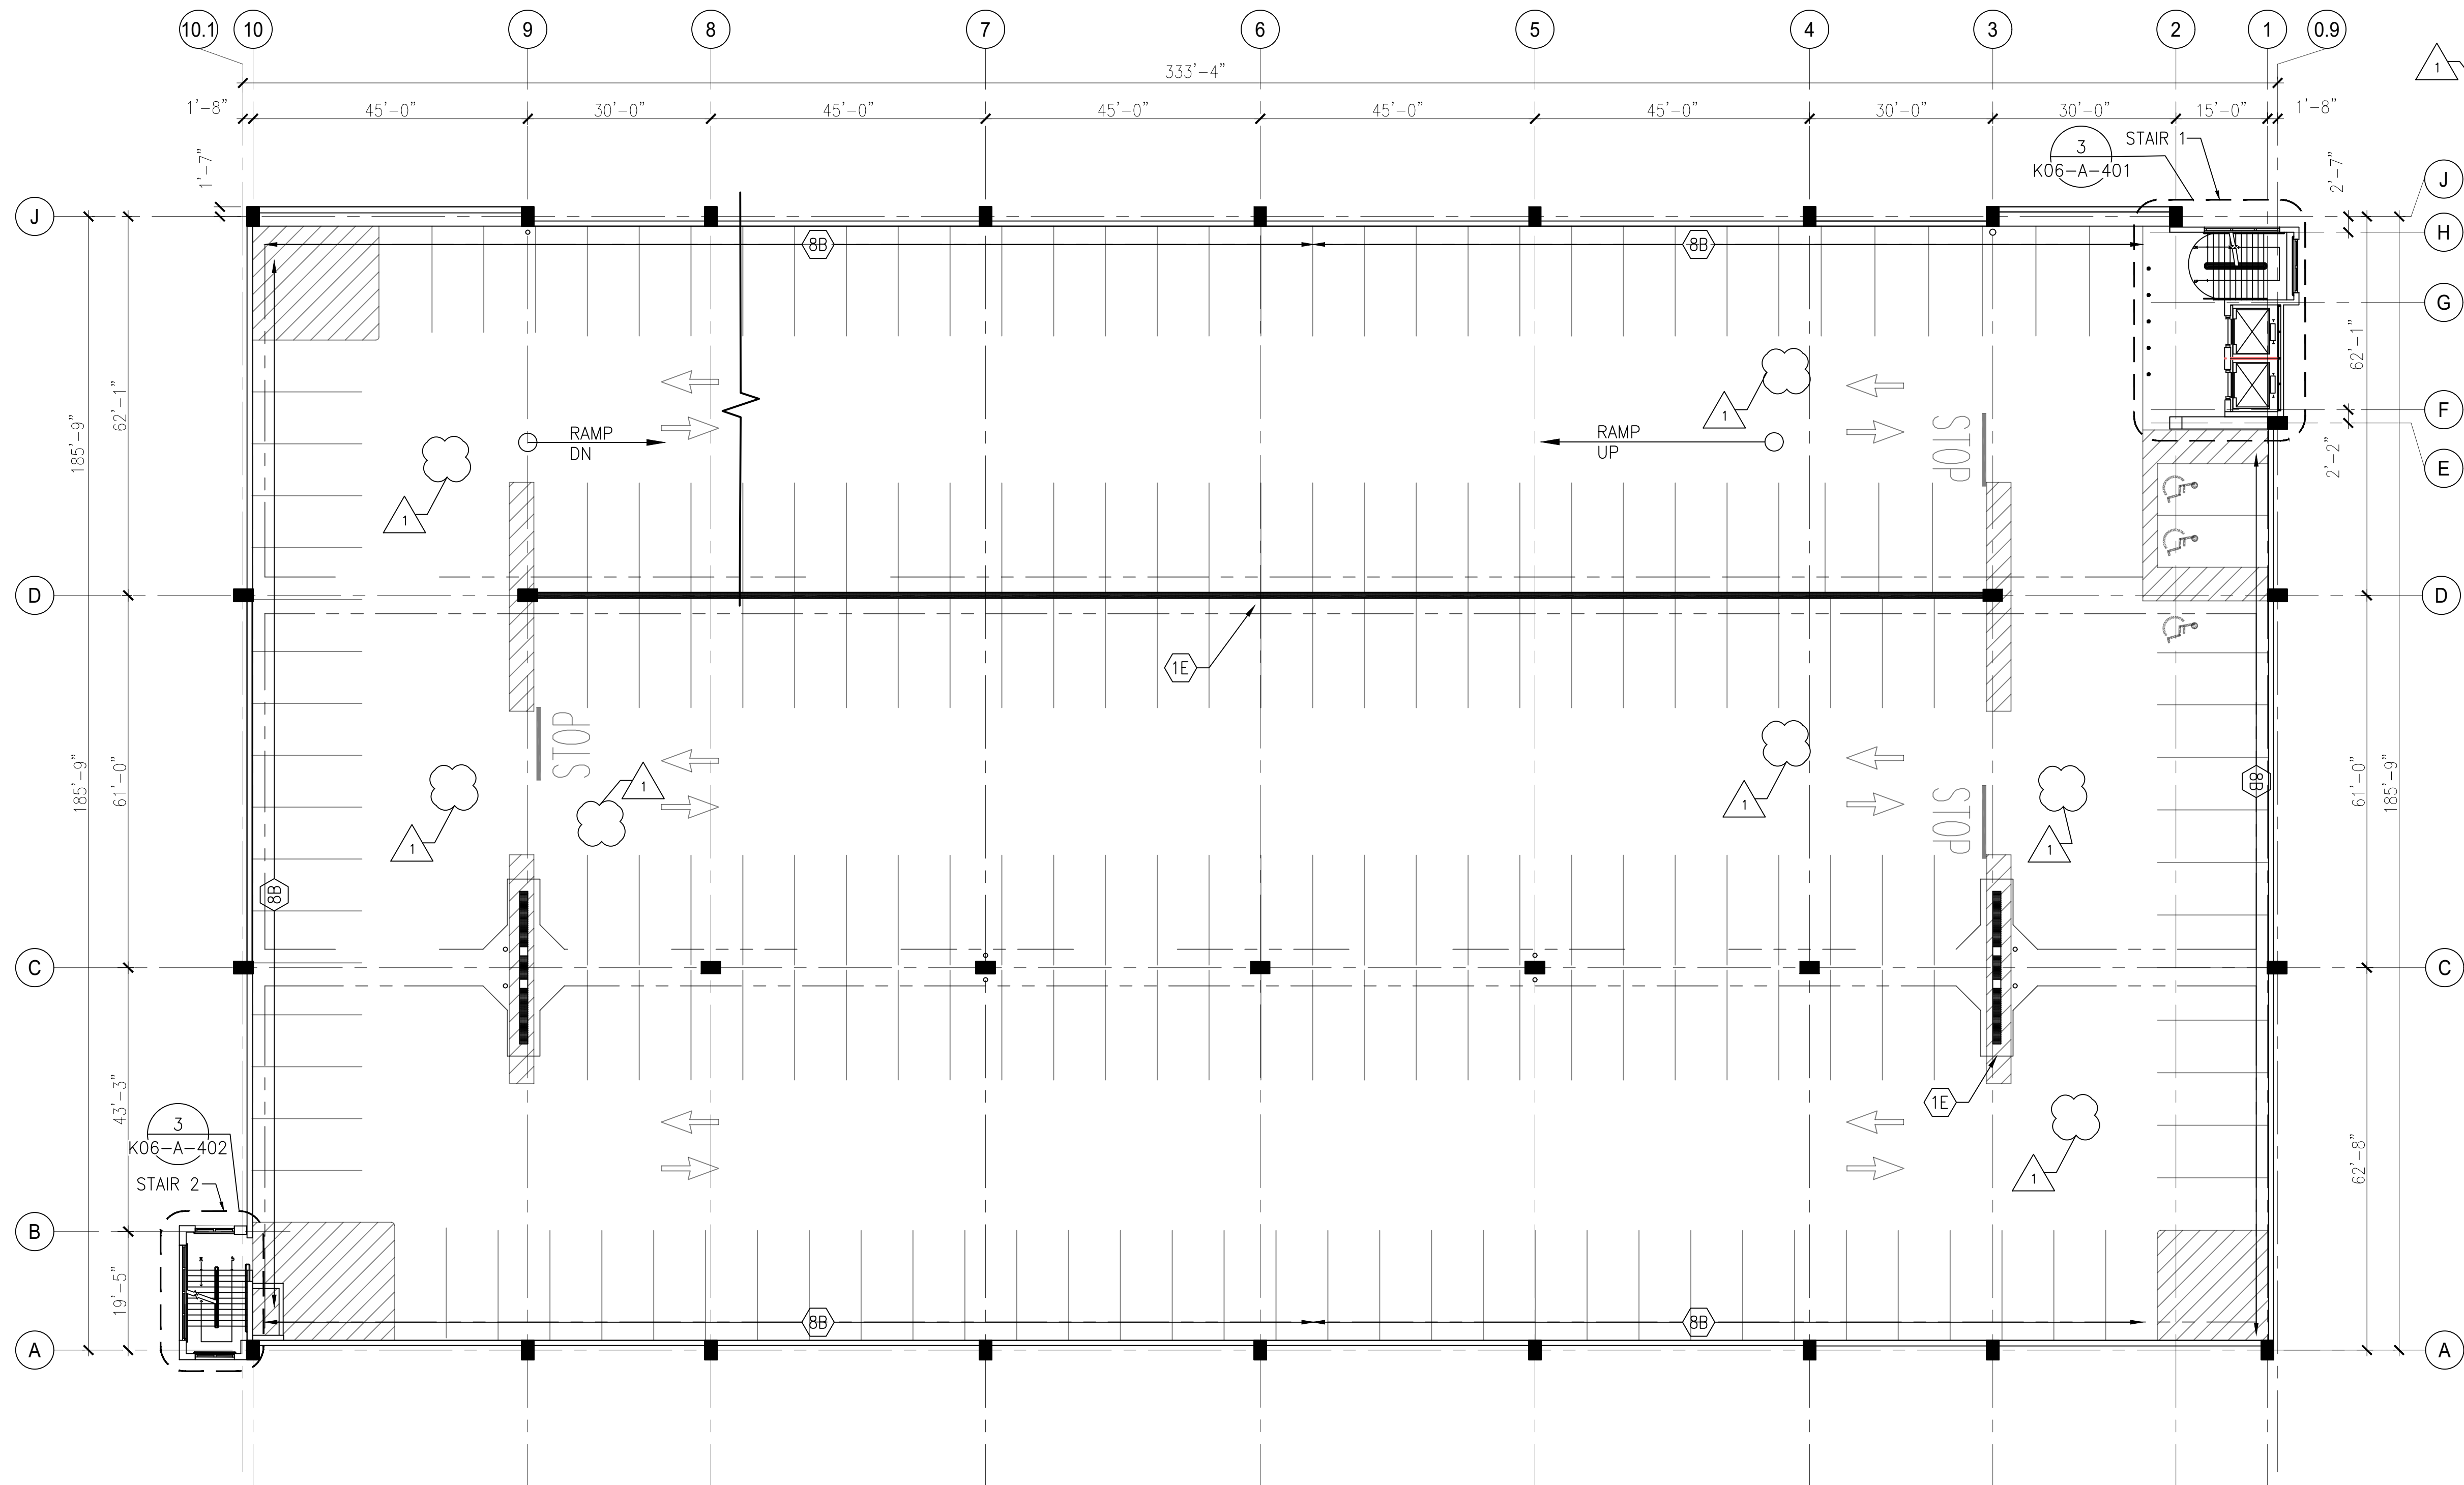 10.1 10 9 8 7 6 5 4 3 2 1 0.9
1
333'-4"
1'-8" 45'-0" 30'-0" 45'-0" 45'-0" 45'-0" 45'-0" 30'-0" 30'-0" 15'-0" 1'-8"
3
K06-A-401
STAIR 1
1'-7"
2'-7"
J
J
H
G
F
E
8B
8B
62'-1"
185'-9"
62'-1"
2'-2"
1
1
RAMP
DN
RAMP
UP
STOP
D
D
1E
STOP
STOP
1
1
1
1
8B
185'-9"
61'-0"
61'-0"
185'-9"
8B
C
C
1E
43'-3"
3
K06-A-402
STAIR 2
1
62'-8"
B
19'-5"
8B
8B
A
A